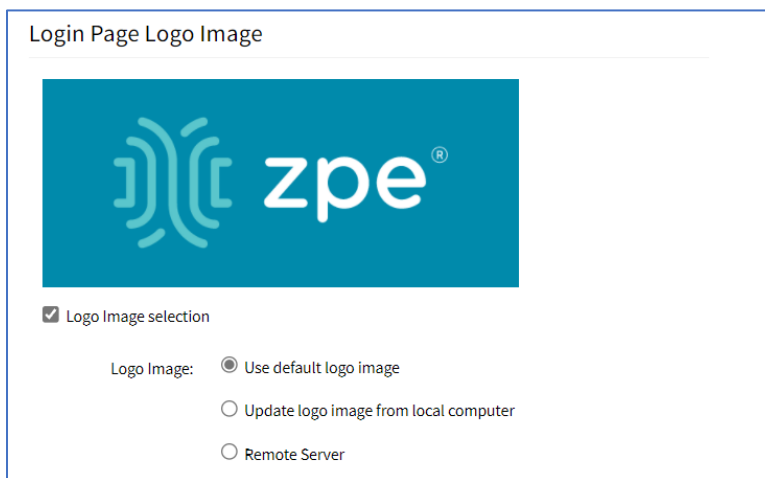 Login Page Logo Image
zpe®
Logo Image selection
Logo Image: Use default logo image
Update logo image from local computer
Remote Server